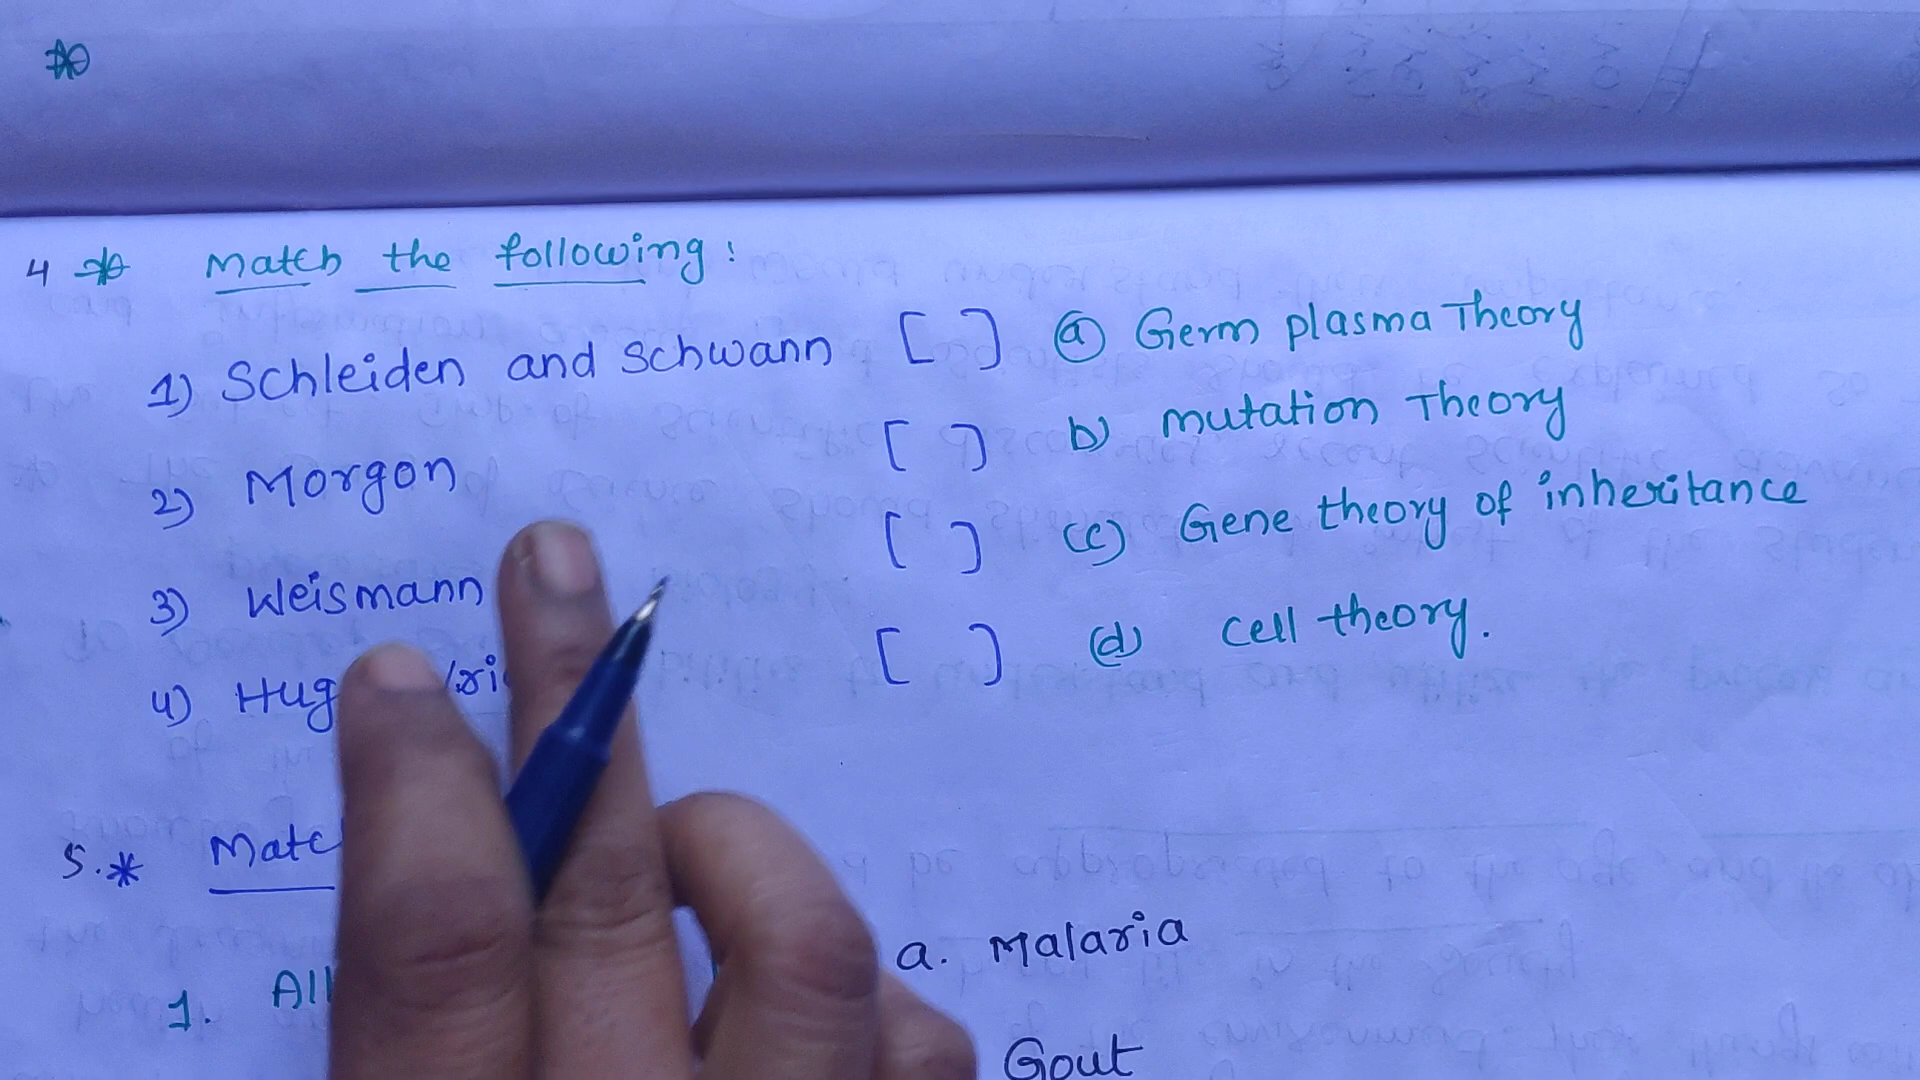 4 * Match the following:
1) Schleiden and Schwann [ ] (a) Germ plasma Theory
2) Morgon [ ] b) mutation Theory
3) Weismann [ ] (c) Gene theory of inheritance
4) Hug [ ] (d) cell theory.
5. * Matc
1. All a. Malaria
Gout